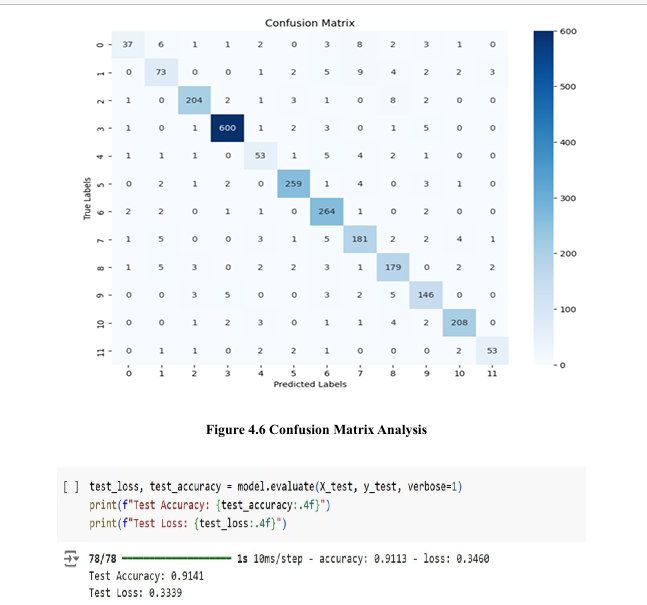 Confusion Matrix
0 - 37 6 1 1 2 0 3 8 2 3 1 0
1 - 0 73 0 0 1 2 5 9 4 2 2 3
2 - 1 0 204 2 1 3 1 0 8 2 0 0
3 - 1 0 1 600 1 2 3 0 1 5 0 0
4 - 1 1 1 0 53 1 5 4 2 1 0 0
5 - 0 2 1 2 0 259 1 4 0 3 1 0
6 - 2 2 0 1 1 0 264 1 0 2 0 0
7 - 1 5 0 0 3 1 5 181 2 2 4 1
8 - 1 5 3 0 2 2 3 1 179 0 2 2
9 - 0 0 3 5 0 0 3 2 5 146 0 0
10 - 0 0 1 2 3 0 1 1 4 2 208 0
11 - 0 1 1 0 2 2 1 0 0 0 2 53
0 1 2 3 4 5 6 7 8 9 10 11
Predicted Labels
True Labels
600
500
400
300
200
100
0
Figure 4.6 Confusion Matrix Analysis
[ ] test_loss, test_accuracy = model.evaluate(X_test, y_test, verbose=1)
print(f"Test Accuracy: {test_accuracy:.4f}")
print(f"Test Loss: {test_loss:.4f}")
78/78 1s 10ms/step - accuracy: 0.9113 - loss: 0.3460
Test Accuracy: 0.9141
Test Loss: 0.3339